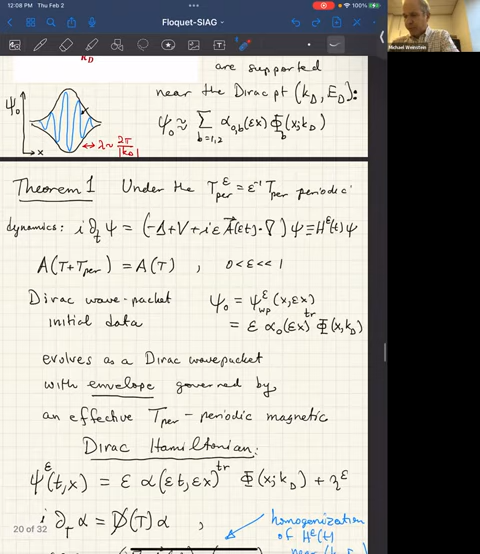 12:08 PM Thu Feb 2
Floquet-SIAG
Michael Weinstein
k_D
are supported
near the Dirac pt (k_D, E_D):
ψ_0
x
↔ λ ~ 2π/|k_D|
ψ_0 ≈ Σ_{b=1,2} α_{0,b}(εx) Φ_b(x;k_D)
Theorem 1 Under the T^ε_per = ε^{-1} T_per periodic
dynamics: i ∂_t ψ = (-Δ + V + iε A⃗(εt)·∇) ψ ≡ H^ε(t) ψ
A(T+T_per) = A(T) , 0<ε<<1
Dirac wave-packet ψ_0 = ψ^ε_wp (x,εx)
initial data = ε α_0(εx)^tr Φ(x,k_D)
evolves as a Dirac wavepacket
with envelope governed by
an effective T_per-periodic magnetic
Dirac Hamiltonian:
ψ^ε(t,x) = ε α(εt,εx)^tr Φ(x;k_D) + η^ε
i ∂_T α = D̸(T) α ,
homogenization
of H^ε(t)
20 of 32